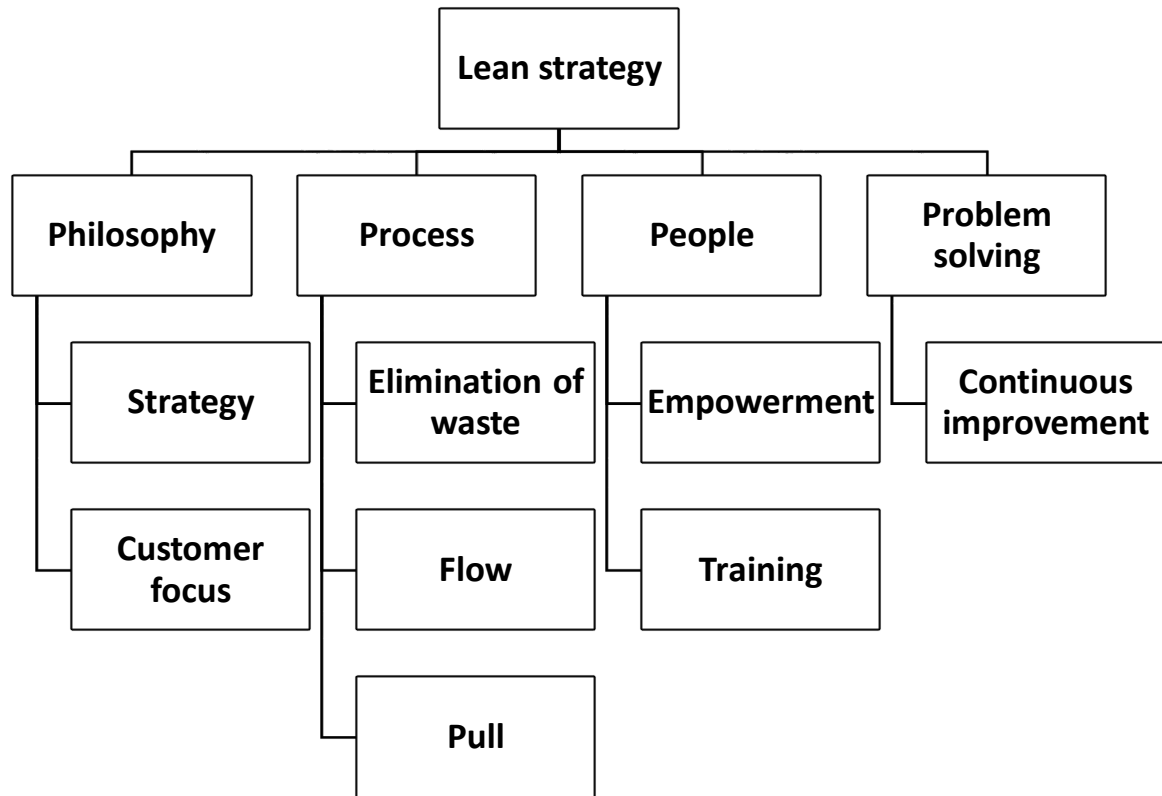 Lean strategy
Philosophy
Process
People
Problem
solving
Strategy
Elimination of
waste
Empowerment
Continuous
improvement
Customer
focus
Flow
Training
Pull